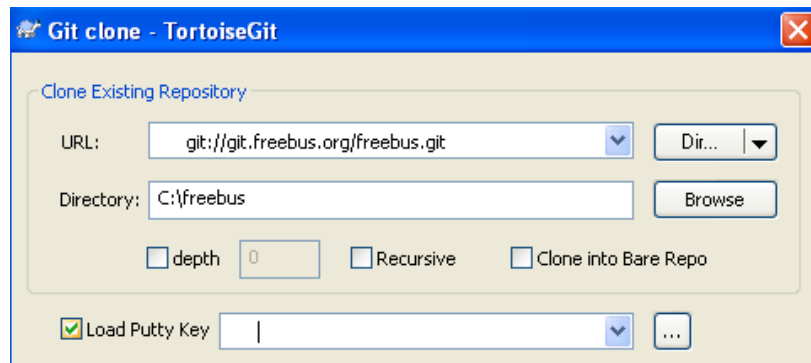 Git clone - TortoiseGit
Clone Existing Repository
URL: git://git.freebus.org/freebus.git Dir...
Directory: C:\freebus Browse
depth 0 Recursive Clone into Bare Repo
Load Putty Key ...